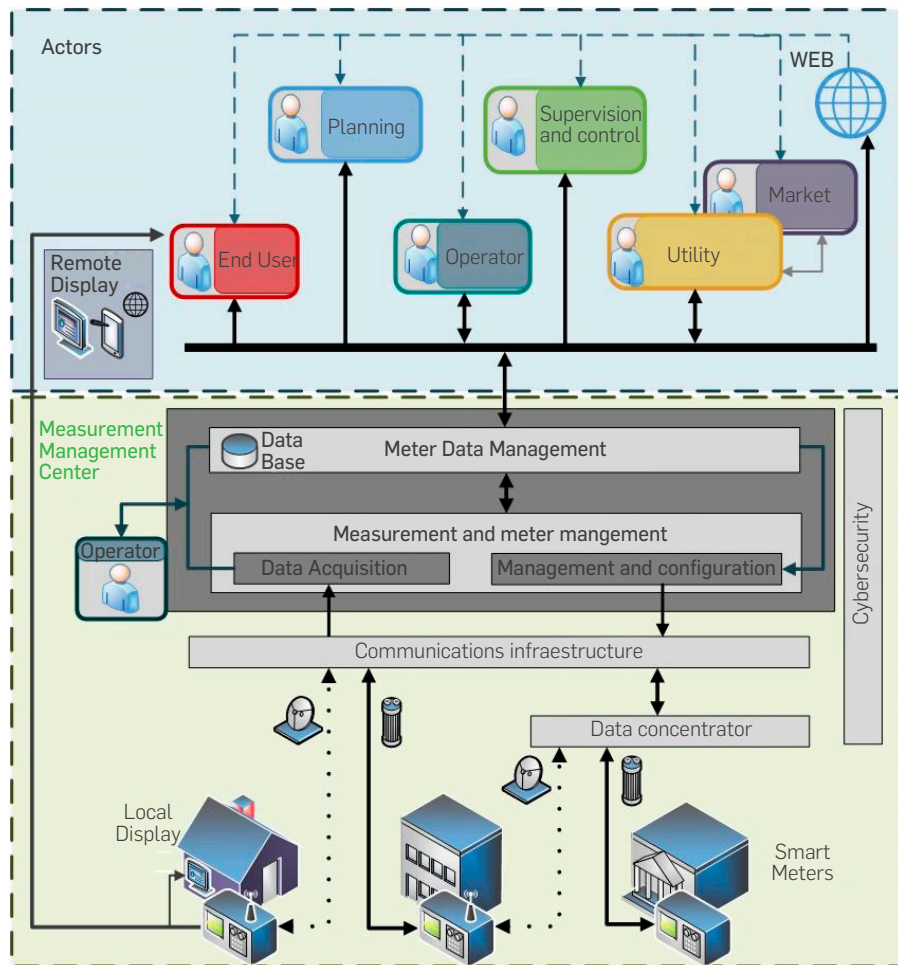 Actors
WEB
Planning
Supervision
and control
Market
End User
Operator
Utility
Remote
Display
Measurement
Management
Center
Data
Base
Meter Data Management
Measurement and meter mangement
Operator
Data Acquisition
Management and configuration
Cybersecurity
Communications infraestructure
Data concentrator
Local
Display
Smart
Meters